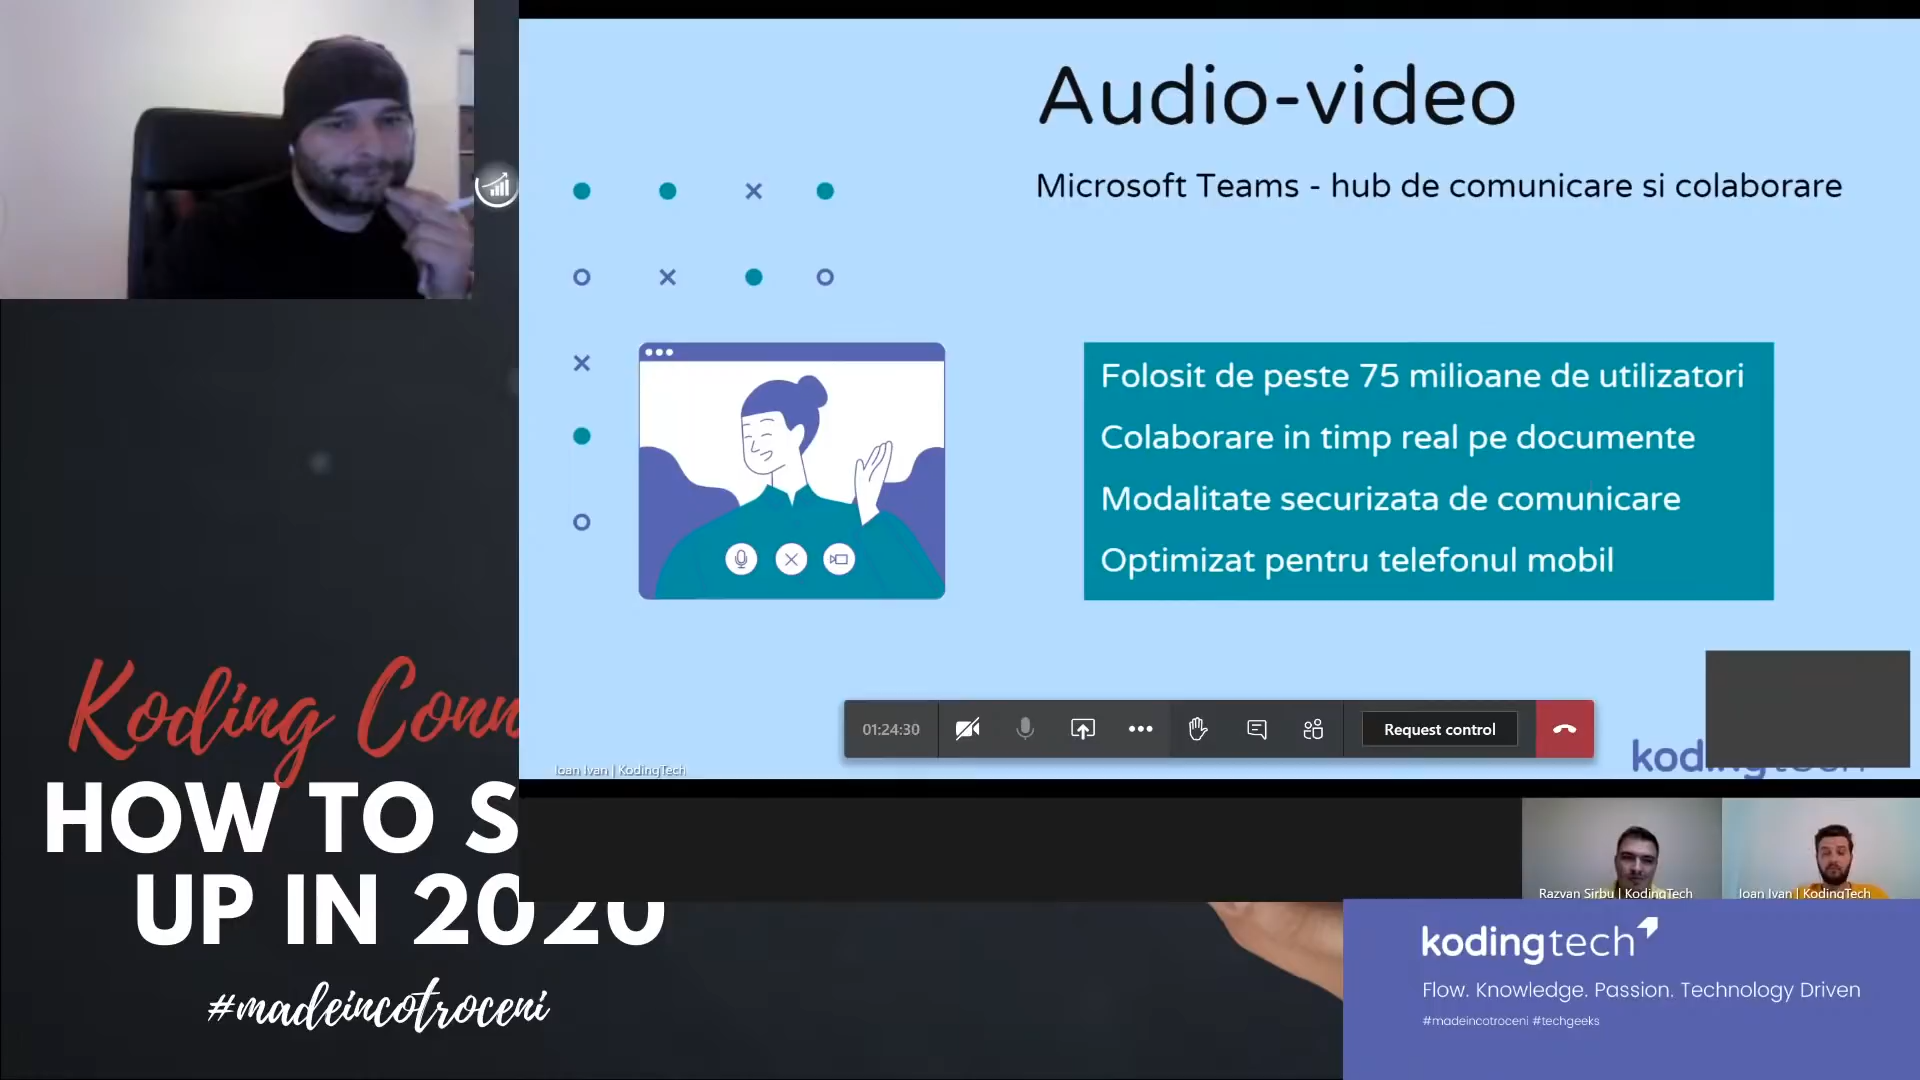 Audio-video
Microsoft Teams - hub de comunicare si colaborare
Folosit de peste 75 milioane de utilizatori
Colaborare in timp real pe documente
Modalitate securizata de comunicare
Optimizat pentru telefonul mobil
01:24:30
Request control
Ioan Ivan | KodingTech
kodingtech
Koding Conn
HOW TO S
UP IN 2020
#madeincotroceni
Razvan Sirbu | KodingTech
Ioan Ivan | KodingTech
kodingtech
Flow. Knowledge. Passion. Technology Driven
#madeincotroceni #techgeeks